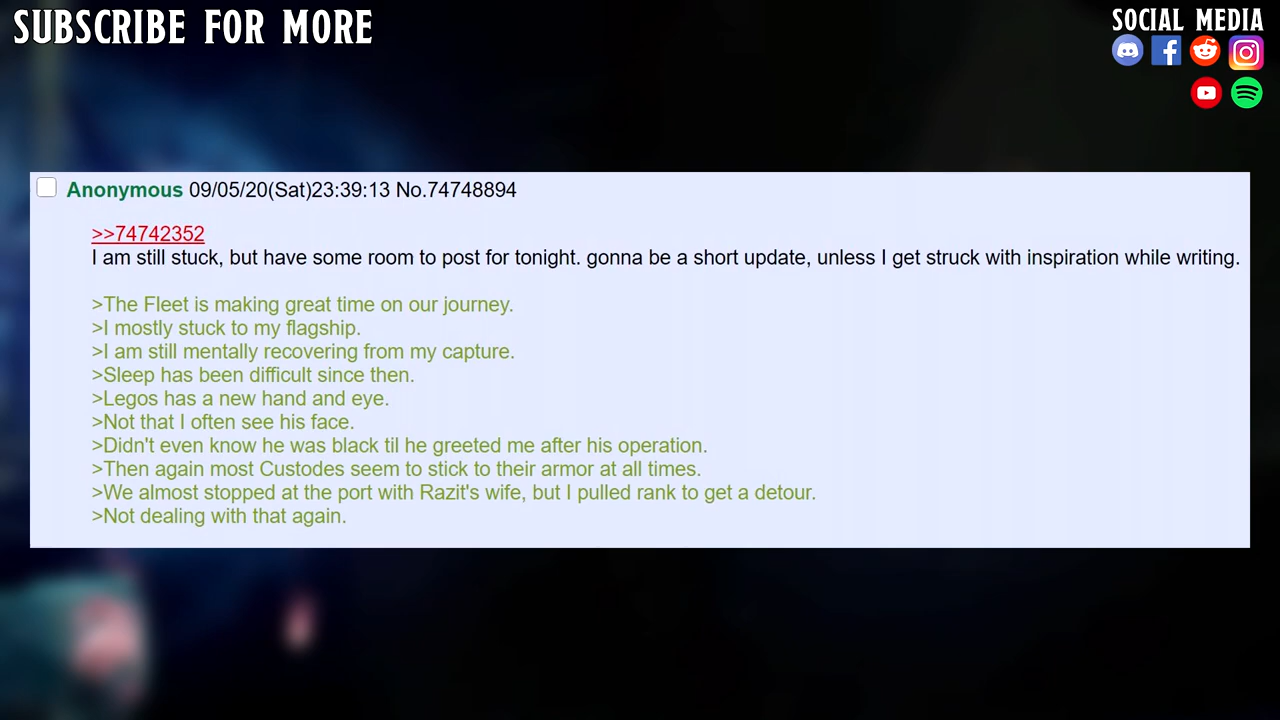 SUBSCRIBE FOR MORE
SOCIAL MEDIA
Anonymous 09/05/20(Sat)23:39:13 No.74748894
>>74742352
I am still stuck, but have some room to post for tonight. gonna be a short update, unless I get struck with inspiration while writing.
>The Fleet is making great time on our journey.
>I mostly stuck to my flagship.
>I am still mentally recovering from my capture.
>Sleep has been difficult since then.
>Legos has a new hand and eye.
>Not that I often see his face.
>Didn't even know he was black til he greeted me after his operation.
>Then again most Custodes seem to stick to their armor at all times.
>We almost stopped at the port with Razit's wife, but I pulled rank to get a detour.
>Not dealing with that again.